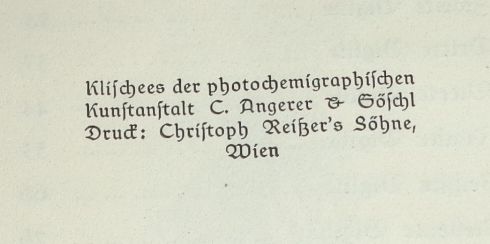 Kliſchees der photochemigraphiſchen
Kunſtanſtalt C. Angerer & Göſchl
Druck: Chriſtoph Reißer's Söhne,
Wien